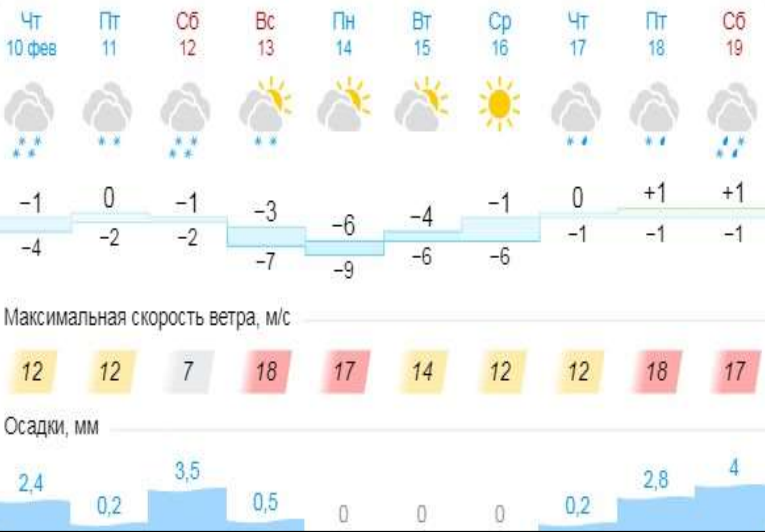 Чт Пт Сб Вс Пн Вт Ср Чт Пт Сб
10 фев 11 12 13 14 15 16 17 18 19
−1 0 −1 −3 −6 −4 −1 0 +1 +1
−4 −2 −2 −7 −9 −6 −6 −1 −1 −1
Максимальная скорость ветра, м/с
12 12 7 18 17 14 12 12 18 17
Осадки, мм
2,4 0,2 3,5 0,5 0 0 0 0,2 2,8 4